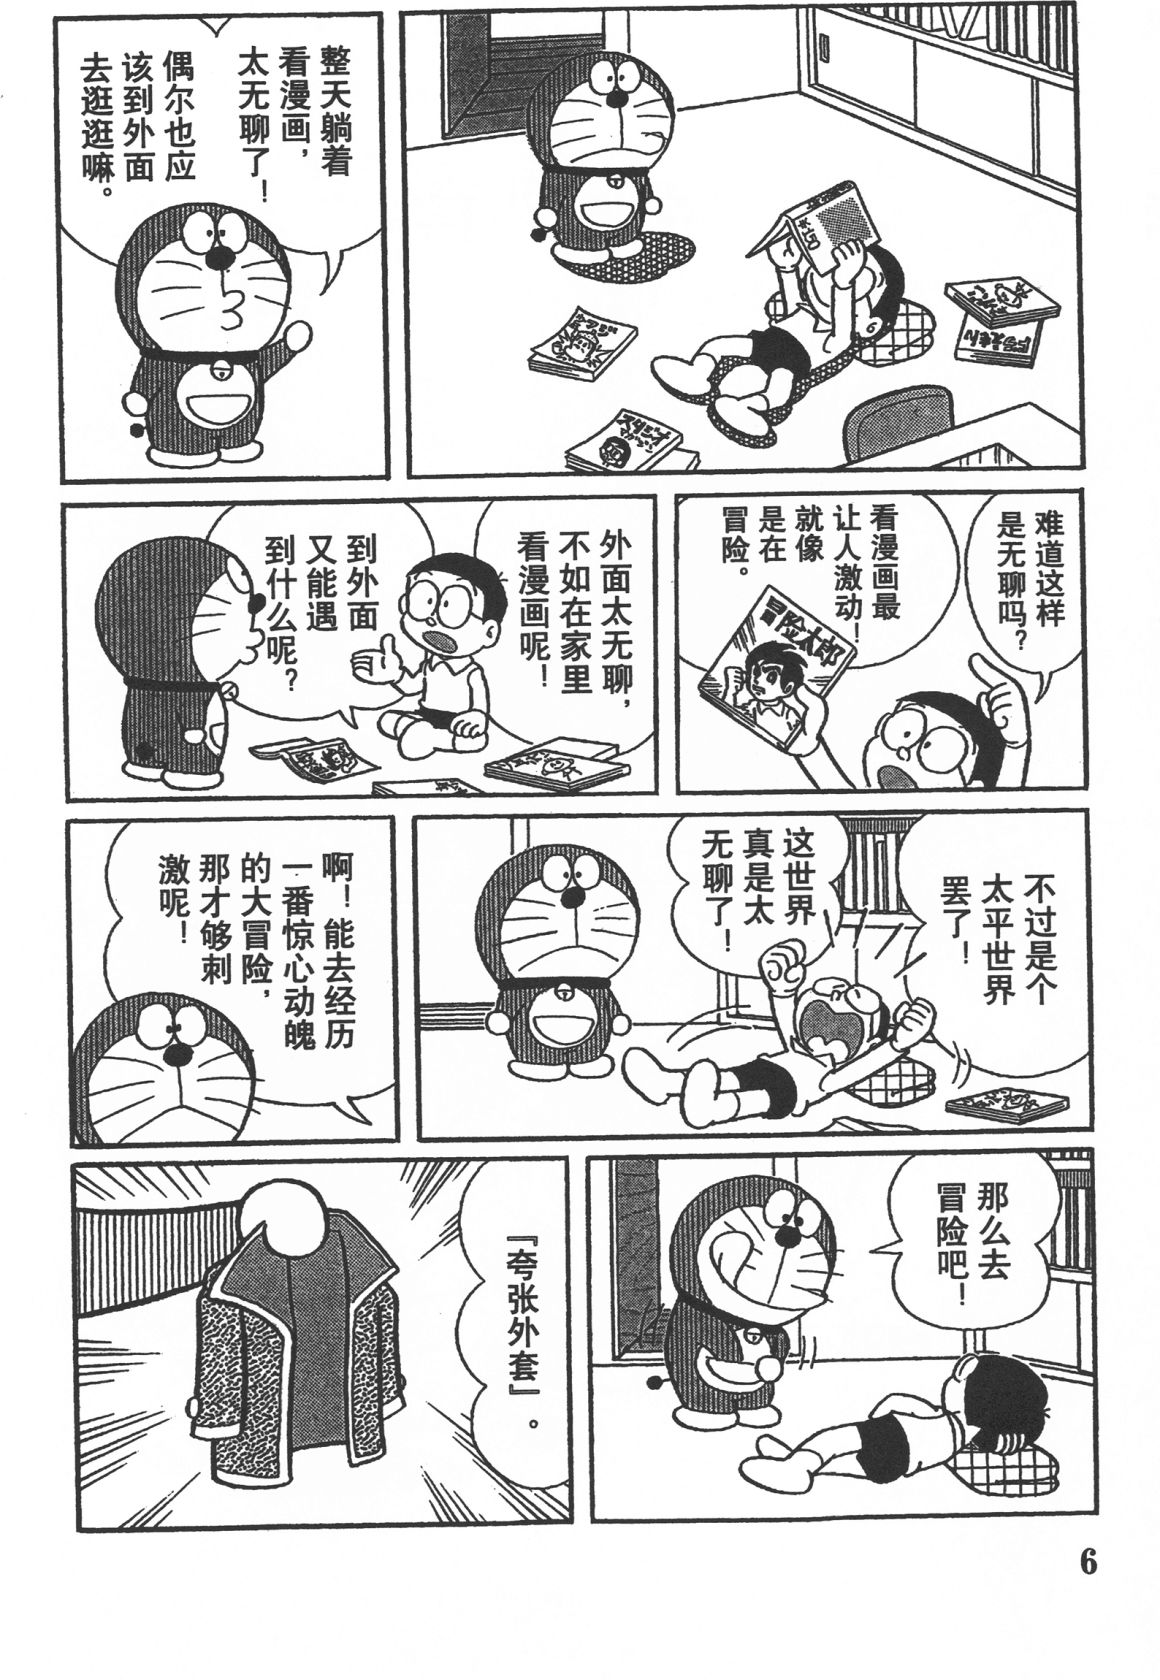 整天躺着
看漫画，
太无聊了！
偶尔也应
该到外面
去逛逛嘛。
难道这样
是无聊吗？
看漫画最
让人激动！
就像
是在
冒险。
冒险太郎
外面太无聊，
不如在家里
看漫画呢！
到外面
又能遇
到什么呢？
不过是个
太平世界
罢了！
这世界
真是太
无聊了！
啊！能去经历
一番惊心动魄
的大冒险，
那才够刺
激呢！
那么去
冒险吧！
『夸张外套』。
6